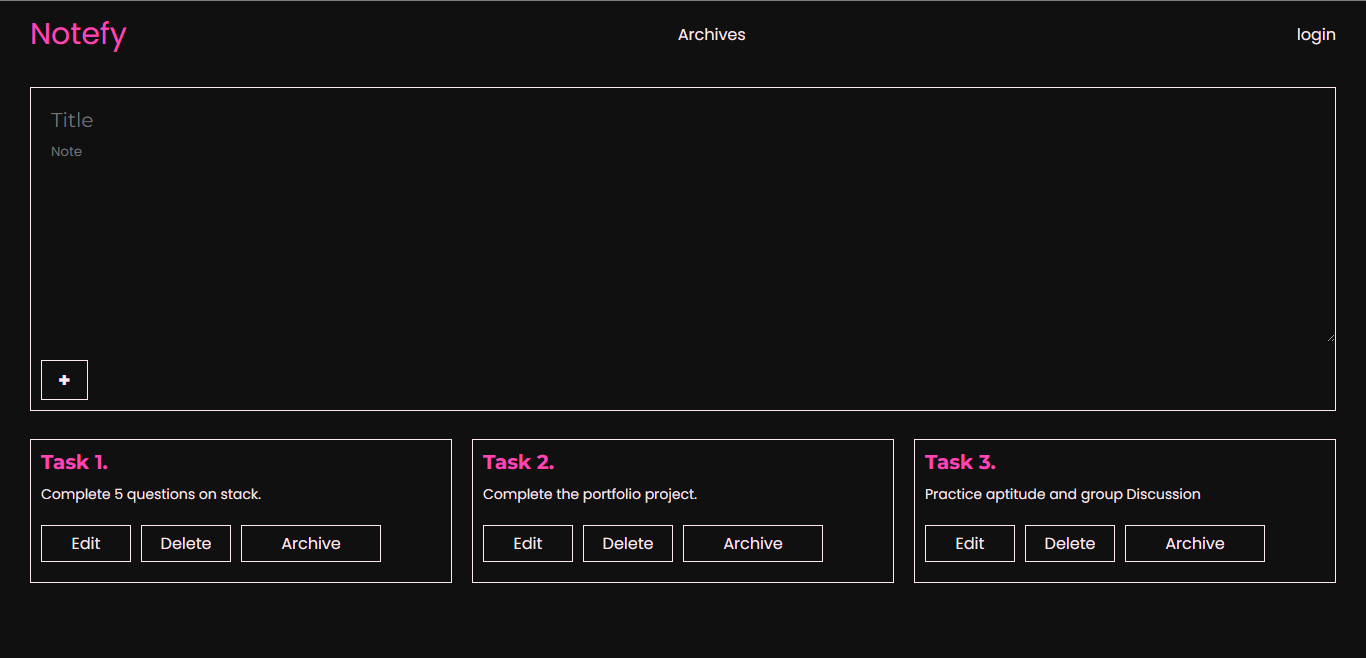 Notefy
Archives
login
Title
Note
+
Task 1.
Complete 5 questions on stack.
Edit
Delete
Archive
Task 2.
Complete the portfolio project.
Edit
Delete
Archive
Task 3.
Practice aptitude and group Discussion
Edit
Delete
Archive